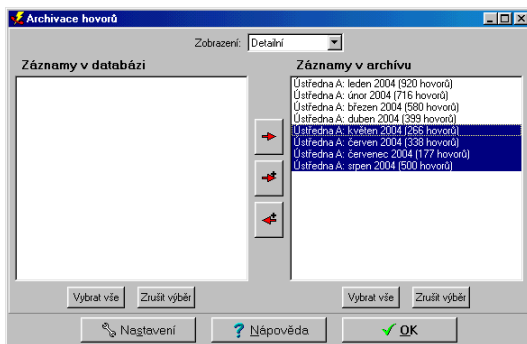 Archivace hovorů
Zobrazení: Detailní
Záznamy v databázi
Záznamy v archívu
Ústředna A: leden 2004 (920 hovorů)
Ústředna A: únor 2004 (716 hovorů)
Ústředna A: březen 2004 (580 hovorů)
Ústředna A: duben 2004 (399 hovorů)
Ústředna A: květen 2004 (266 hovorů)
Ústředna A: červen 2004 (338 hovorů)
Ústředna A: červenec 2004 (177 hovorů)
Ústředna A: srpen 2004 (500 hovorů)
Vybrat vše Zrušit výběr Vybrat vše Zrušit výběr
Nastavení ? Nápověda OK